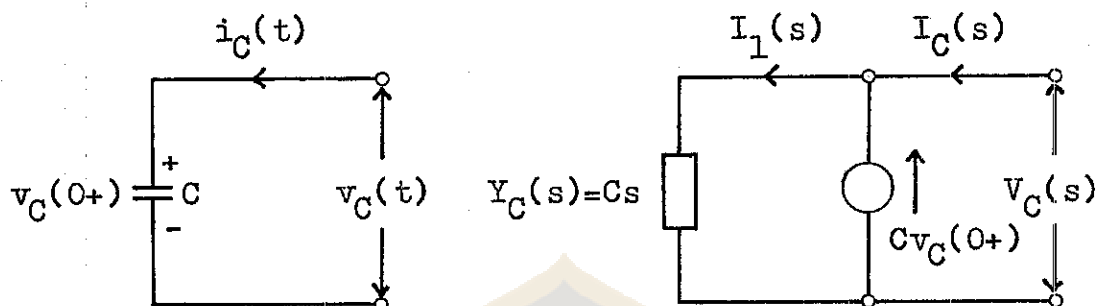 i_C(t)
I_1(s)
I_C(s)
v_C(0+)
+
C
-
v_C(t)
Y_C(s)=Cs
Cv_C(0+)
V_C(s)